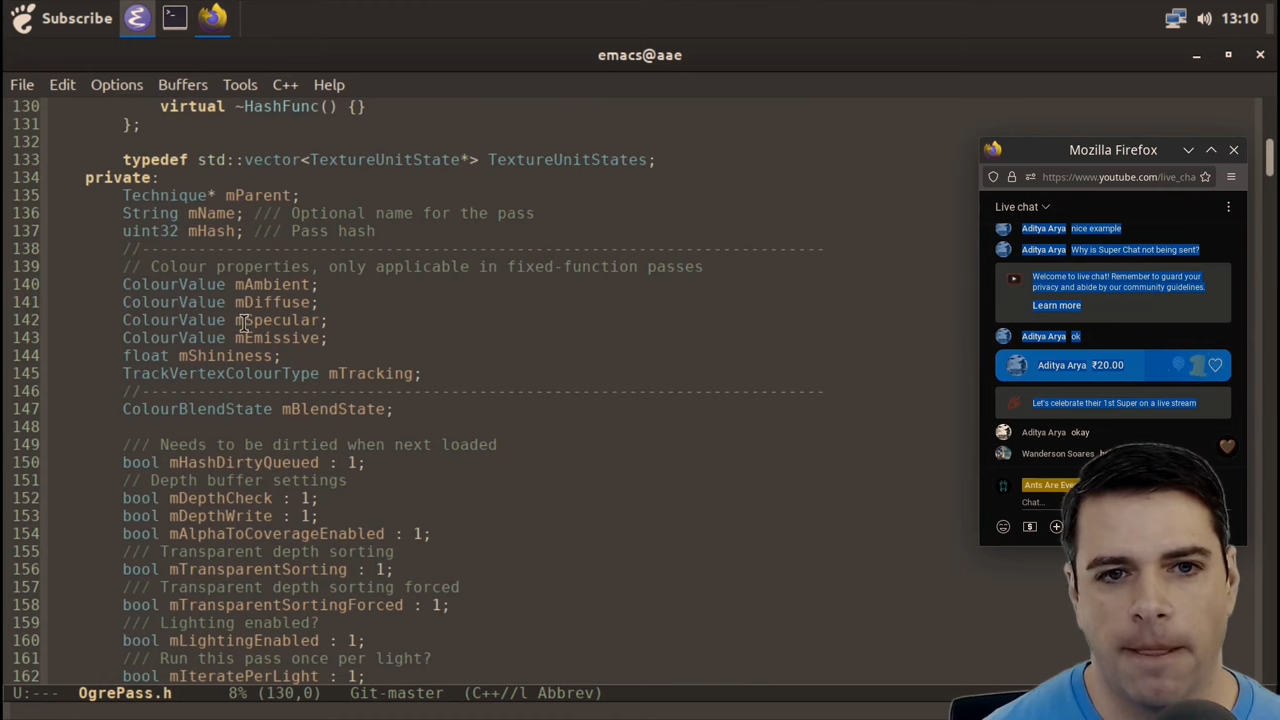 Subscribe
13:10
emacs@aae
File Edit Options Buffers Tools C++ Help
130 virtual ~HashFunc() {}
131 };
132
133 typedef std::vector<TextureUnitState*> TextureUnitStates;
134 private:
135 Technique* mParent;
136 String mName; /// Optional name for the pass
137 uint32 mHash; /// Pass hash
138 //-------------------------------------------------------------------------
139 // Colour properties, only applicable in fixed-function passes
140 ColourValue mAmbient;
141 ColourValue mDiffuse;
142 ColourValue mSpecular;
143 ColourValue mEmissive;
144 float mShininess;
145 TrackVertexColourType mTracking;
146 //-------------------------------------------------------------------------
147 ColourBlendState mBlendState;
148
149 /// Needs to be dirtied when next loaded
150 bool mHashDirtyQueued : 1;
151 // Depth buffer settings
152 bool mDepthCheck : 1;
153 bool mDepthWrite : 1;
154 bool mAlphaToCoverageEnabled : 1;
155 /// Transparent depth sorting
156 bool mTransparentSorting : 1;
157 /// Transparent depth sorting forced
158 bool mTransparentSortingForced : 1;
159 /// Lighting enabled?
160 bool mLightingEnabled : 1;
161 /// Run this pass once per light?
162 bool mIteratePerLight : 1;
U:--- OgrePass.h 8% (130,0) Git-master (C++//l Abbrev)
Mozilla Firefox
https://www.youtube.com/live_cha
Live chat
Aditya Arya nice example
Aditya Arya Why is Super Chat not being sent?
Welcome to live chat! Remember to guard your
privacy and abide by our community guidelines.
Learn more
Aditya Arya ok
Aditya Arya ₹20.00
Let's celebrate their 1st Super on a live stream
Aditya Arya okay
Wanderson Soares
Ants Are Eve
Chat...